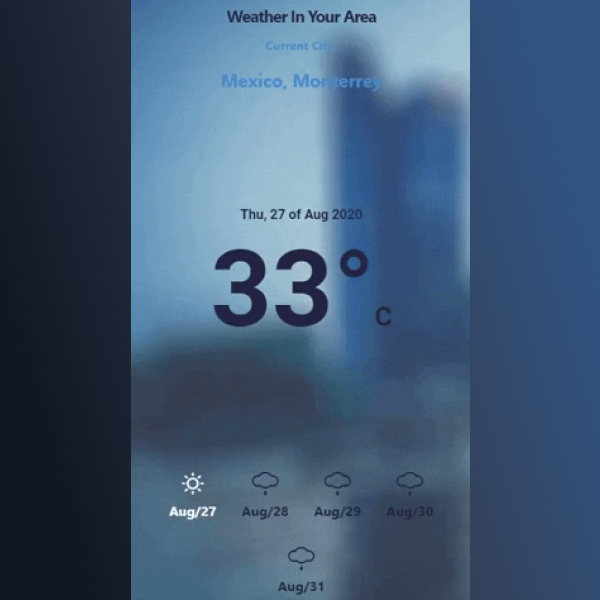 Weather In Your Area
Current City
Mexico, Monterrey
Thu, 27 of Aug 2020
33° C
Aug/27 Aug/28 Aug/29 Aug/30
Aug/31